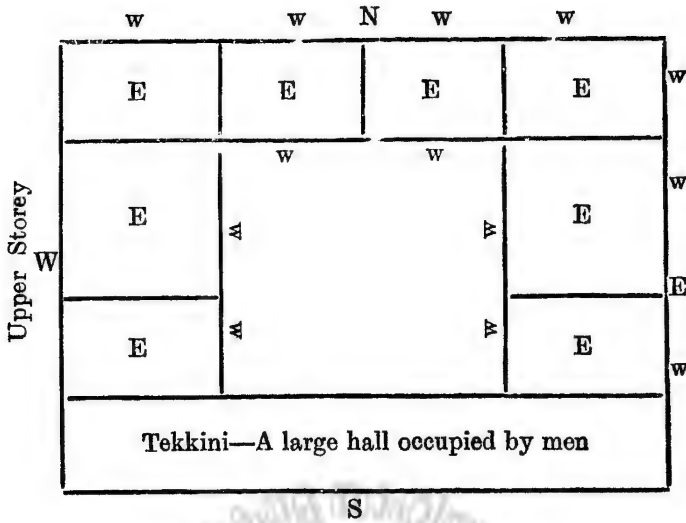 w w N w w
E E E E w
w w
E w w E w
Upper Storey
W E
E w w E w
Tekkini—A large hall occupied by men
S